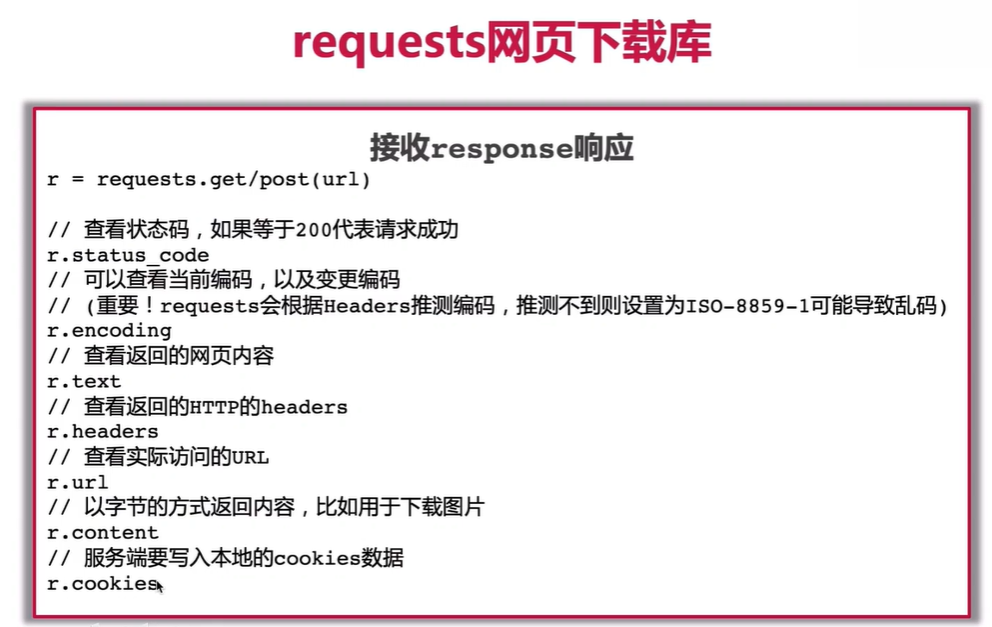 requests网页下载库
接收response响应
r = requests.get/post(url)
// 查看状态码，如果等于200代表请求成功
r.status_code
// 可以查看当前编码，以及变更编码
// (重要！requests会根据Headers推测编码，推测不到则设置为ISO-8859-1可能导致乱码)
r.encoding
// 查看返回的网页内容
r.text
// 查看返回的HTTP的headers
r.headers
// 查看实际访问的URL
r.url
// 以字节的方式返回内容，比如用于下载图片
r.content
// 服务端要写入本地的cookies数据
r.cookies